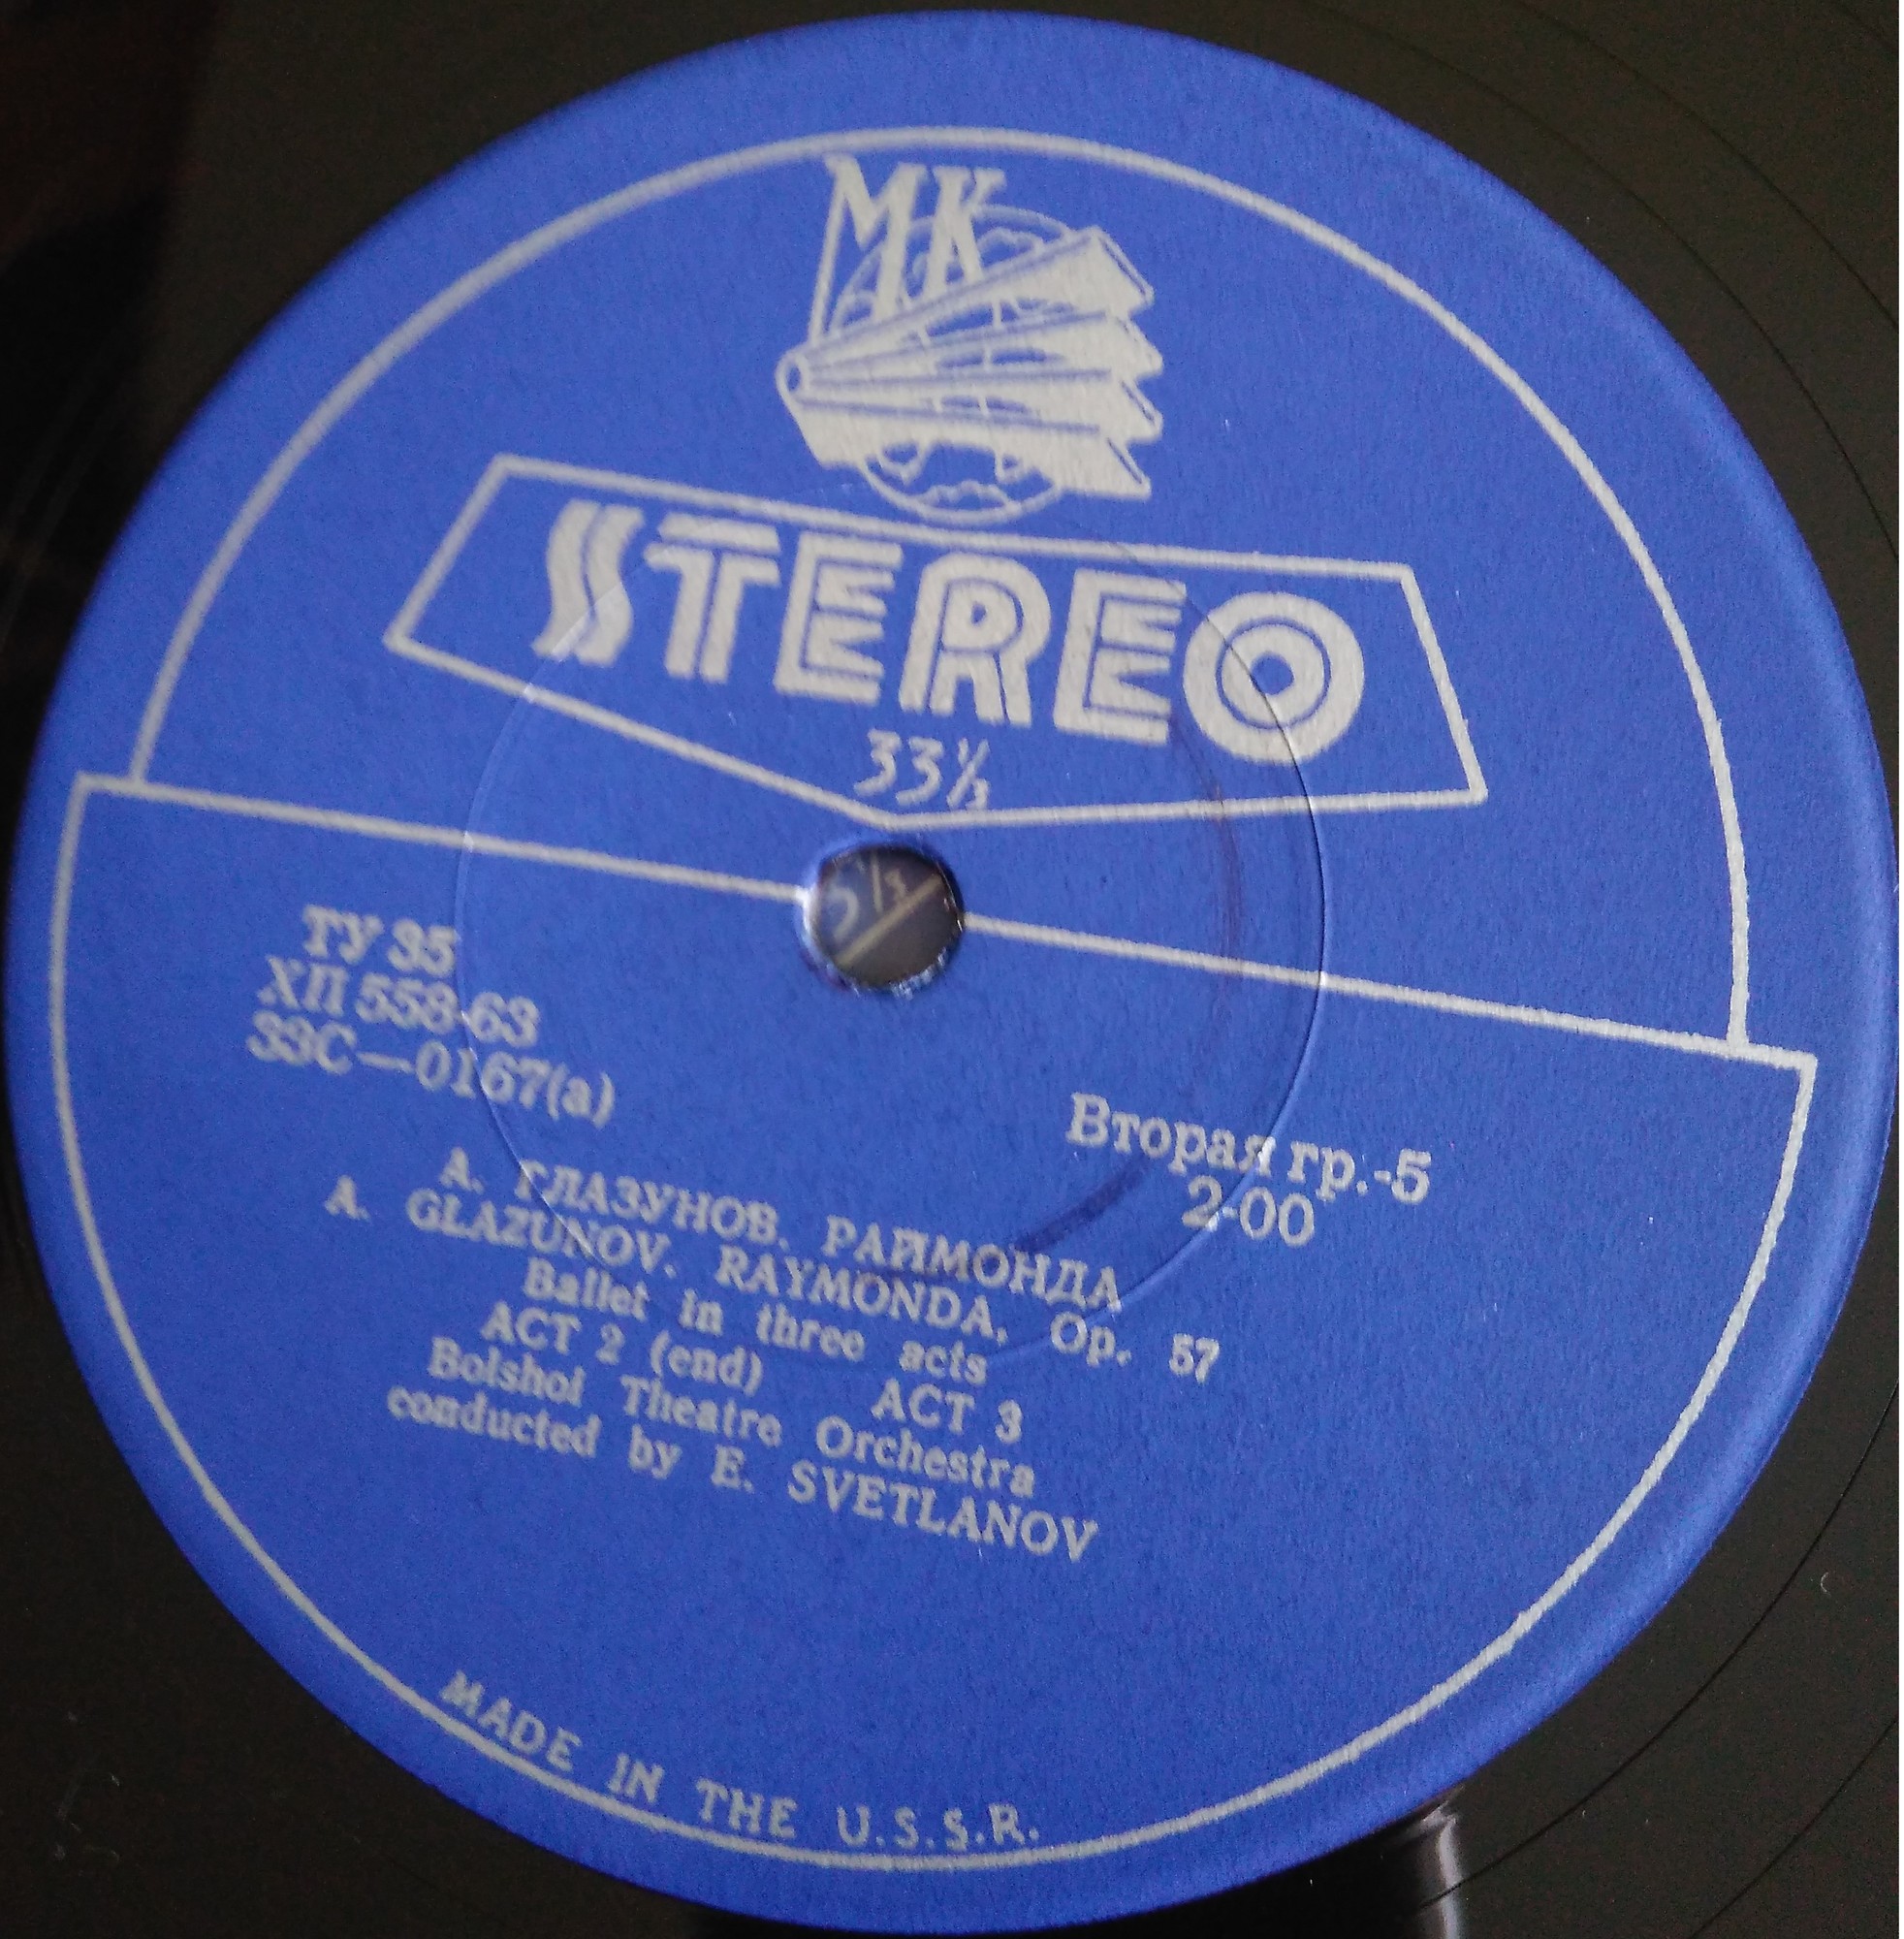 МК
STEREO
33⅓
ТУ 35
ХП 558-63
33С—0167(а)
Вторая гр.-5
2-00
А. ГЛАЗУНОВ. РАЙМОНДА
A. GLAZUNOV. RAYMONDA, Op. 57
Ballet in three acts
ACT 2 (end) ACT 3
Bolshoi Theatre Orchestra
conducted by E. SVETLANOV
MADE IN THE U.S.S.R.